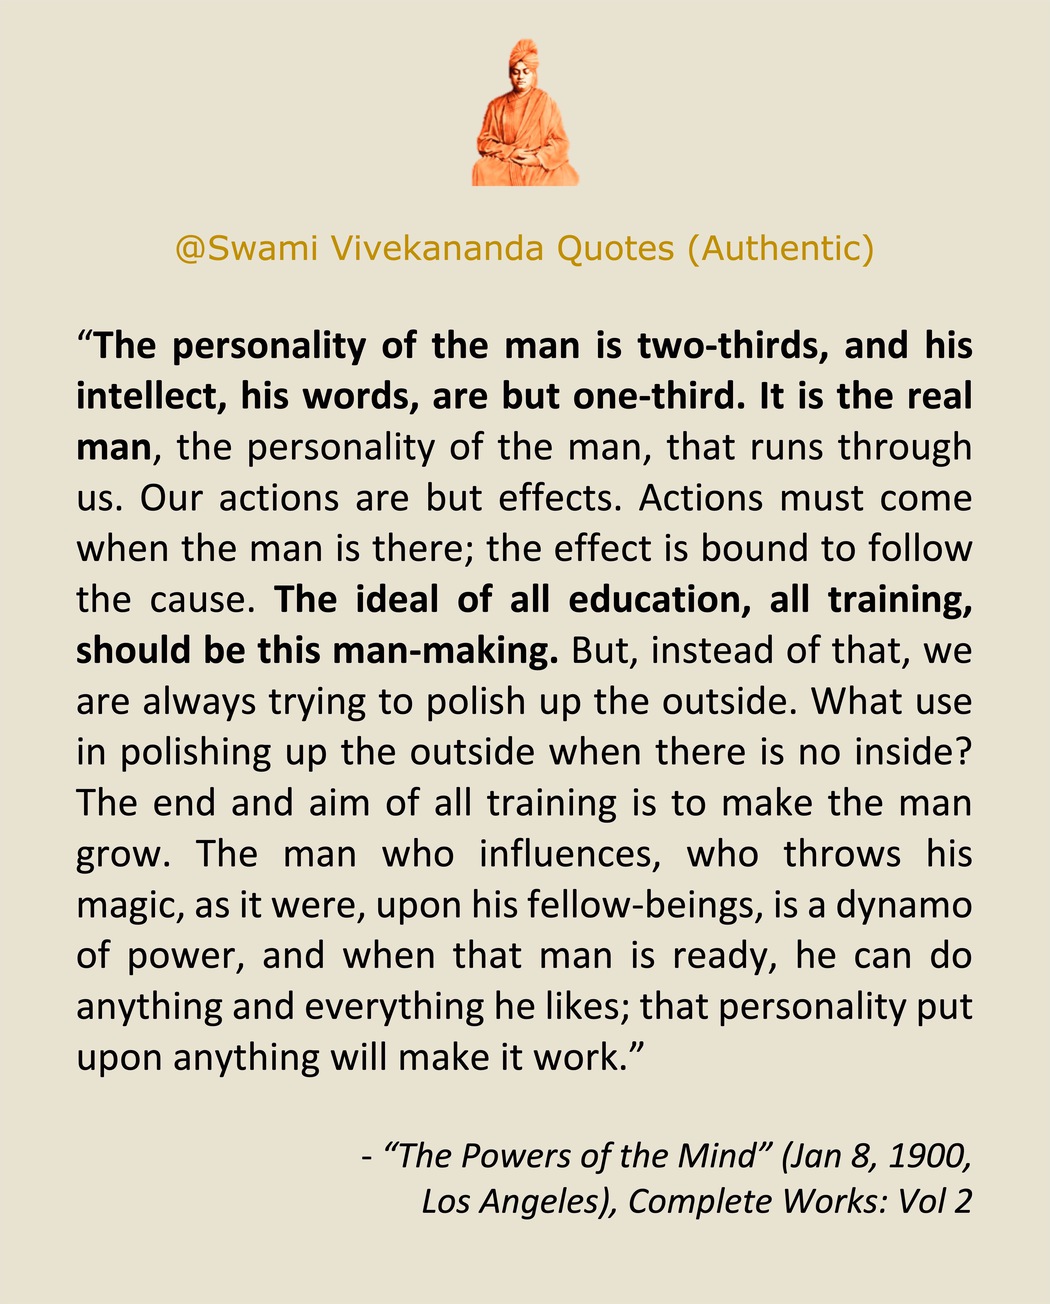 @Swami Vivekananda Quotes (Authentic)
“The personality of the man is two-thirds, and his
intellect, his words, are but one-third. It is the real
man, the personality of the man, that runs through
us. Our actions are but effects. Actions must come
when the man is there; the effect is bound to follow
the cause. The ideal of all education, all training,
should be this man-making. But, instead of that, we
are always trying to polish up the outside. What use
in polishing up the outside when there is no inside?
The end and aim of all training is to make the man
grow. The man who influences, who throws his
magic, as it were, upon his fellow-beings, is a dynamo
of power, and when that man is ready, he can do
anything and everything he likes; that personality put
upon anything will make it work.”
- “The Powers of the Mind” (Jan 8, 1900,
Los Angeles), Complete Works: Vol 2